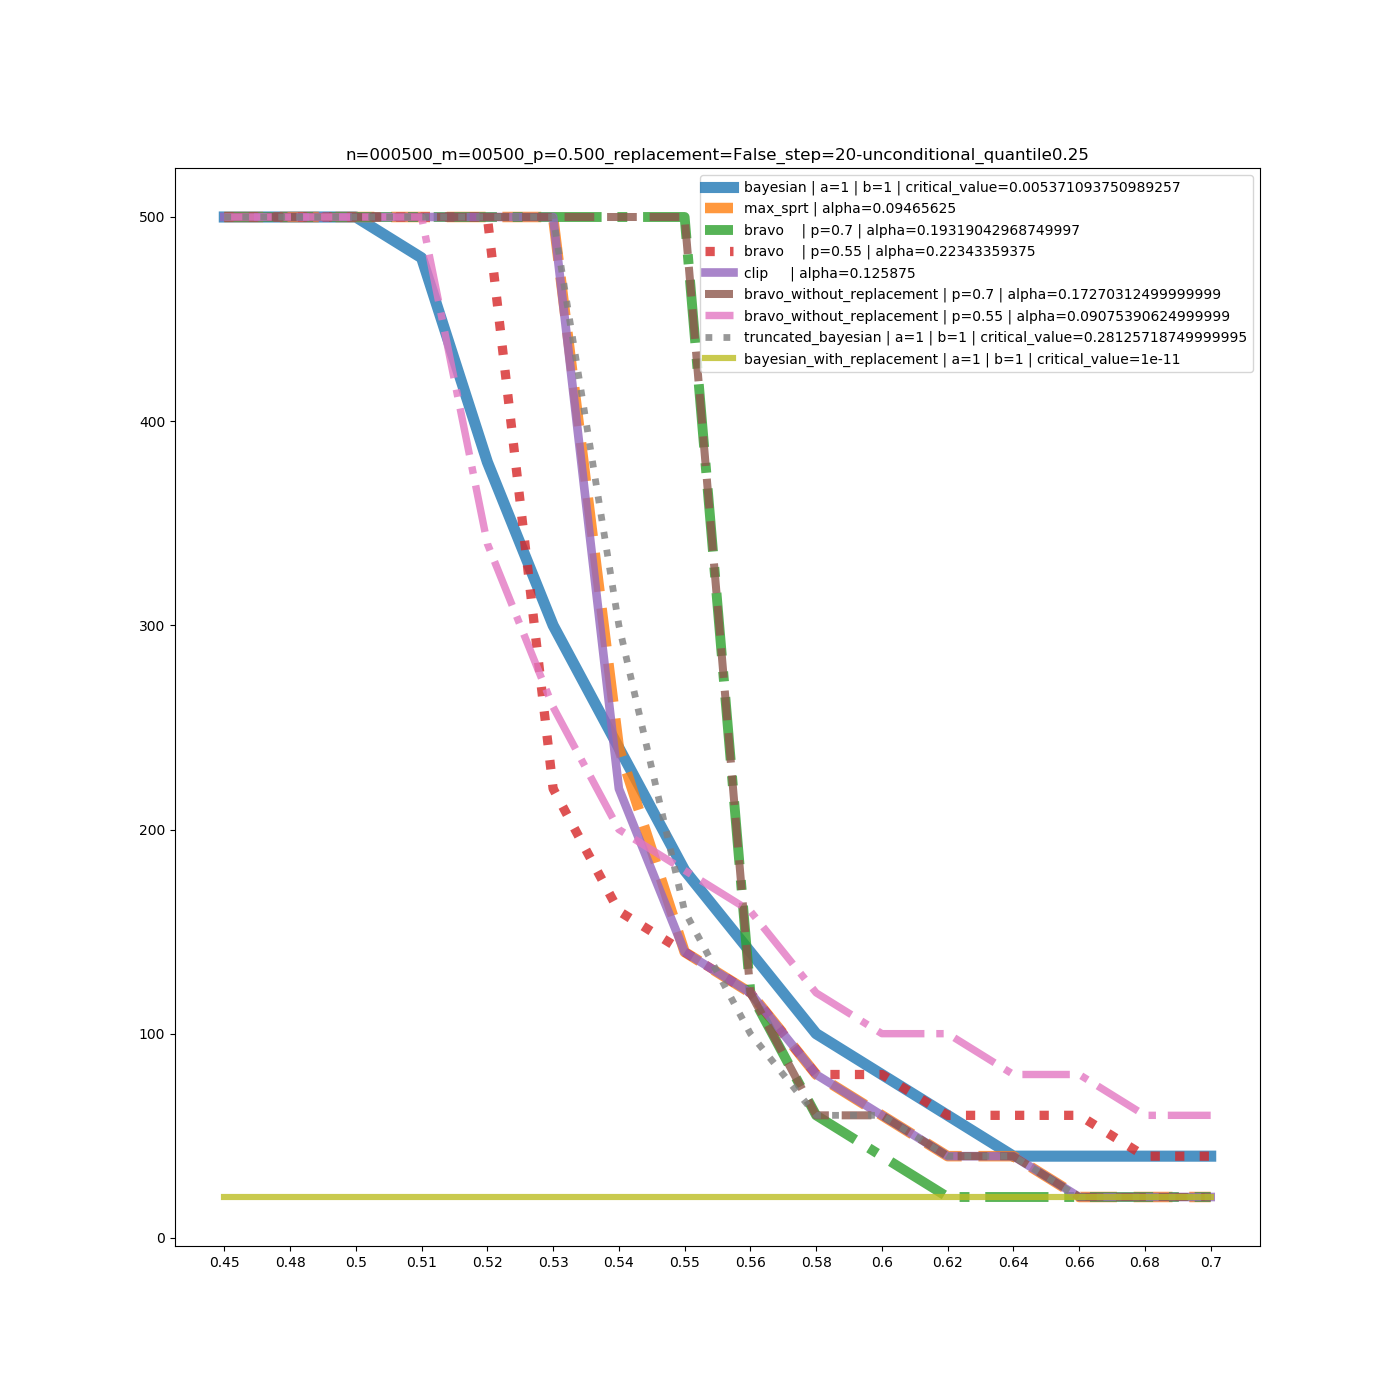 n=000500_m=00500_p=0.500_replacement=False_step=20-unconditional_quantile0.25
bayesian | a=1 | b=1 | critical_value=0.005371093750989257
max_sprt | alpha=0.09465625
bravo    | p=0.7 | alpha=0.19319042968749997
bravo    | p=0.55 | alpha=0.22343359375
clip     | alpha=0.125875
bravo_without_replacement | p=0.7 | alpha=0.17270312499999999
bravo_without_replacement | p=0.55 | alpha=0.09075390624999999
truncated_bayesian | a=1 | b=1 | critical_value=0.28125718749999995
bayesian_with_replacement | a=1 | b=1 | critical_value=1e-11
500
400
300
200
100
0
0.45 0.48 0.5 0.51 0.52 0.53 0.54 0.55 0.56 0.58 0.6 0.62 0.64 0.66 0.68 0.7